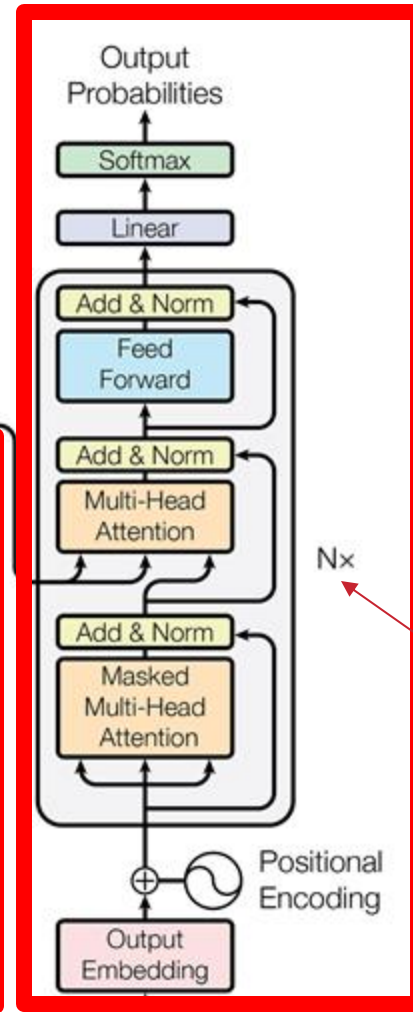 Output
Probabilities
Softmax
Linear
Add & Norm
Feed
Forward
Add & Norm
Multi-Head
Attention
N×
Add & Norm
Masked
Multi-Head
Attention
Positional
Encoding
Output
Embedding